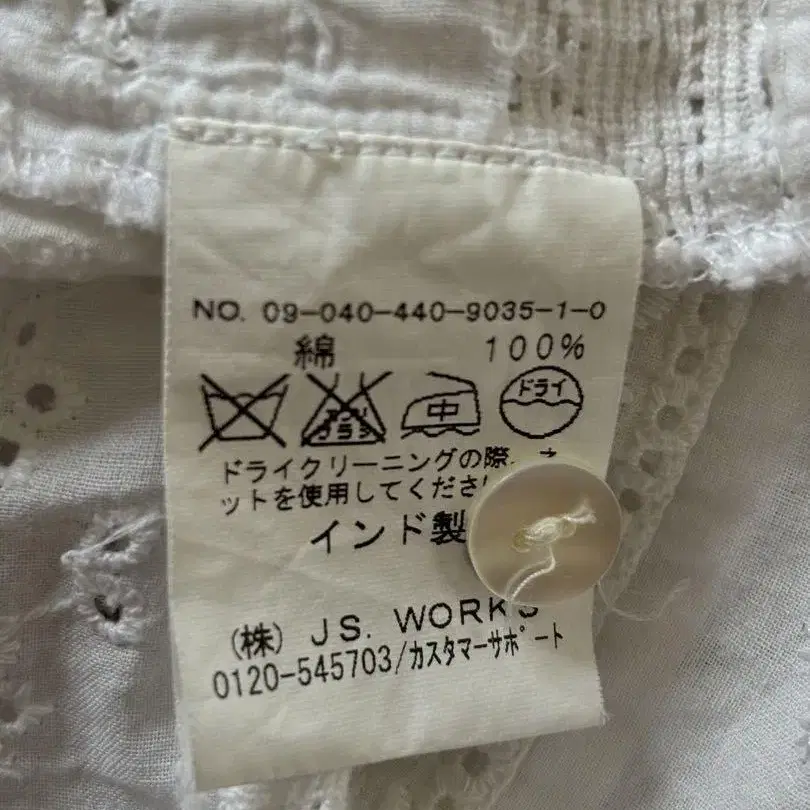 NO. 09-040-440-9035-1-0
綿 100%
中 ドライ
ドライクリーニングの際
ットを使用してくださ
インド製
(株) JS. WORKS
0120-545703/カスタマーサポート